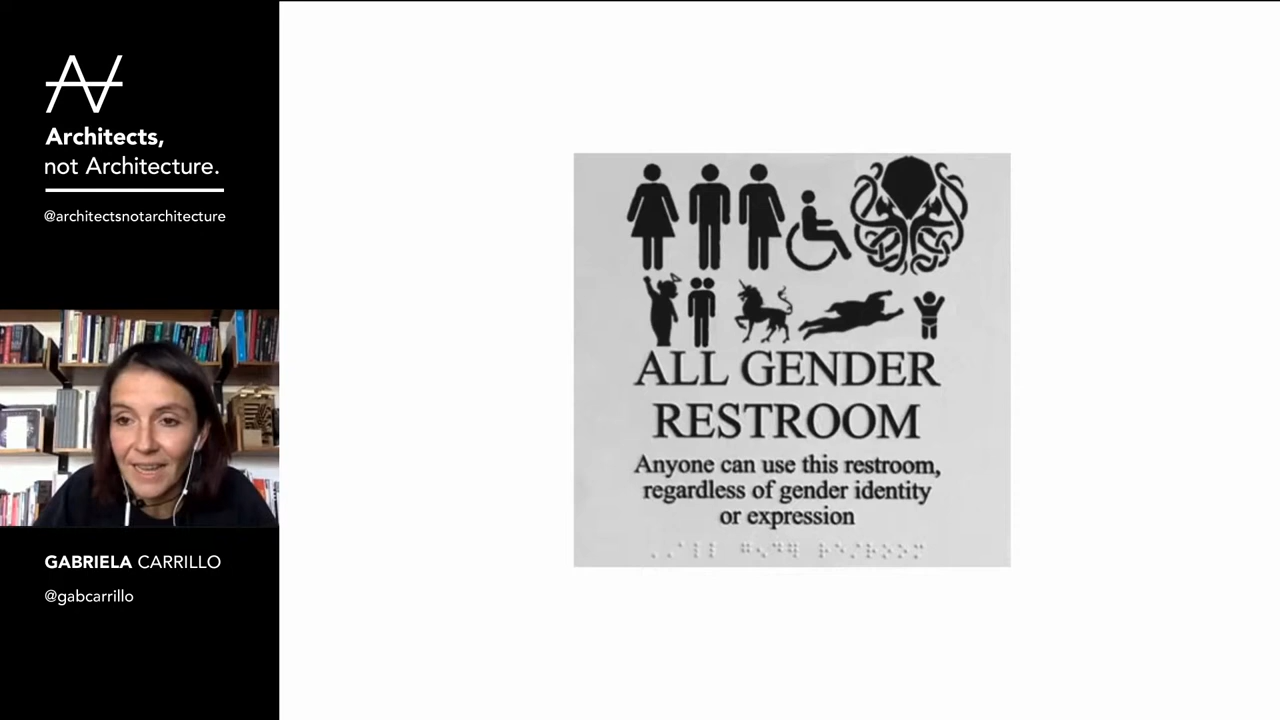 Architects,
not Architecture.
@architectsnotarchitecture
GABRIELA CARRILLO
@gabcarrillo
ALL GENDER
RESTROOM
Anyone can use this restroom,
regardless of gender identity
or expression